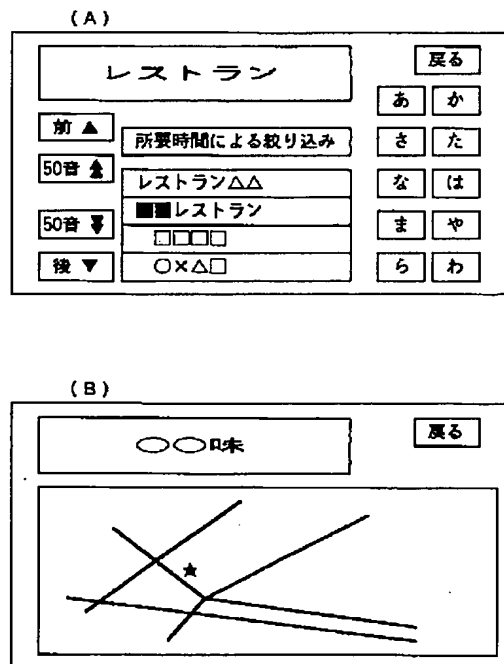 (A)
レストラン
戻る
あ か
前 ▲
所要時間による絞り込み
さ た
50音 ▲▲
レストラン△△
な は
■■レストラン
50音 ▼▼
□□□□
ま や
後 ▼
○×△□
ら わ
(B)
○○味
戻る
★